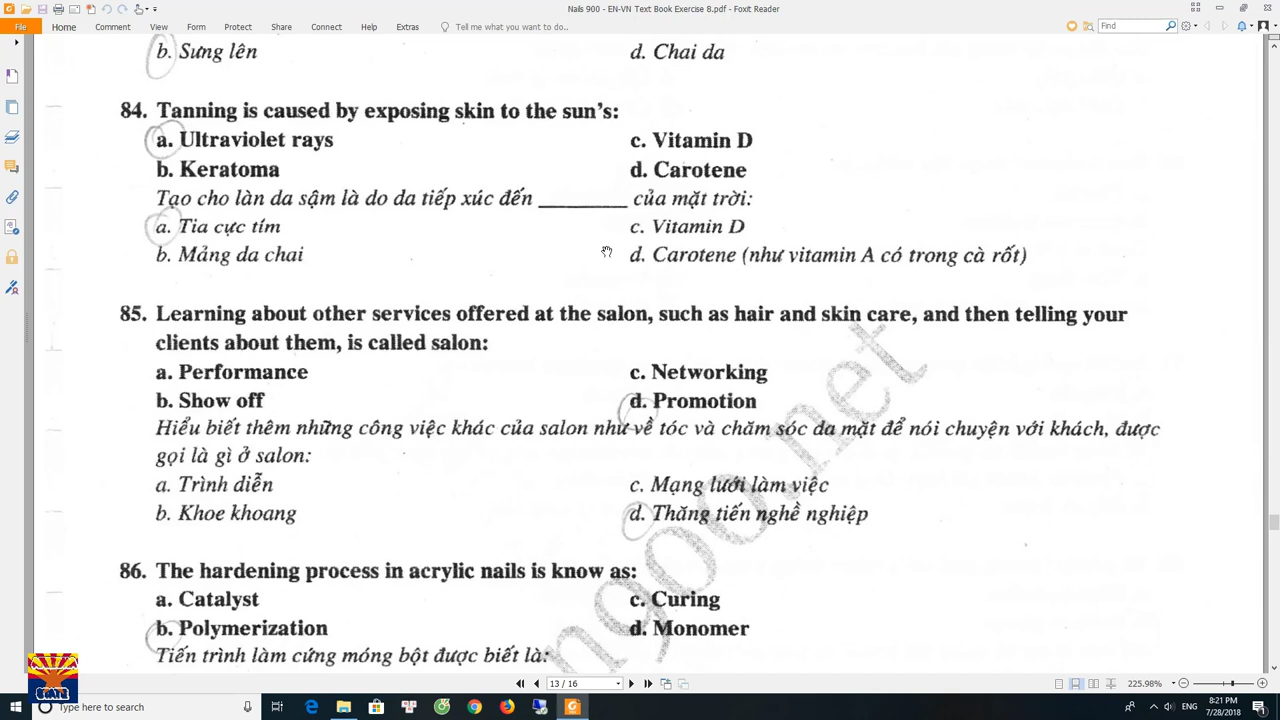 Nails 900 - EN-VN Text Book Exercise 8.pdf - Foxit Reader
File Home Comment View Form Protect Share Connect Help Extras Tell me what you want to do... Find
b. Sưng lên d. Chai da
84. Tanning is caused by exposing skin to the sun's:
a. Ultraviolet rays c. Vitamin D
b. Keratoma d. Carotene
Tạo cho làn da sậm là do da tiếp xúc đến ________ của mặt trời:
a. Tia cực tím c. Vitamin D
b. Mảng da chai d. Carotene (như vitamin A có trong cà rốt)
85. Learning about other services offered at the salon, such as hair and skin care, and then telling your
clients about them, is called salon:
a. Performance c. Networking
b. Show off d. Promotion
Hiểu biết thêm những công việc khác của salon như về tóc và chăm sóc da mặt để nói chuyện với khách, được
gọi là gì ở salon:
a. Trình diễn c. Mạng lưới làm việc
b. Khoe khoang d. Thăng tiến nghề nghiệp
86. The hardening process in acrylic nails is know as:
a. Catalyst c. Curing
b. Polymerization d. Monomer
Tiến trình làm cứng móng bột được biết là:
13 / 16 225.98%
Type here to search
8:21 PM
7/28/2018